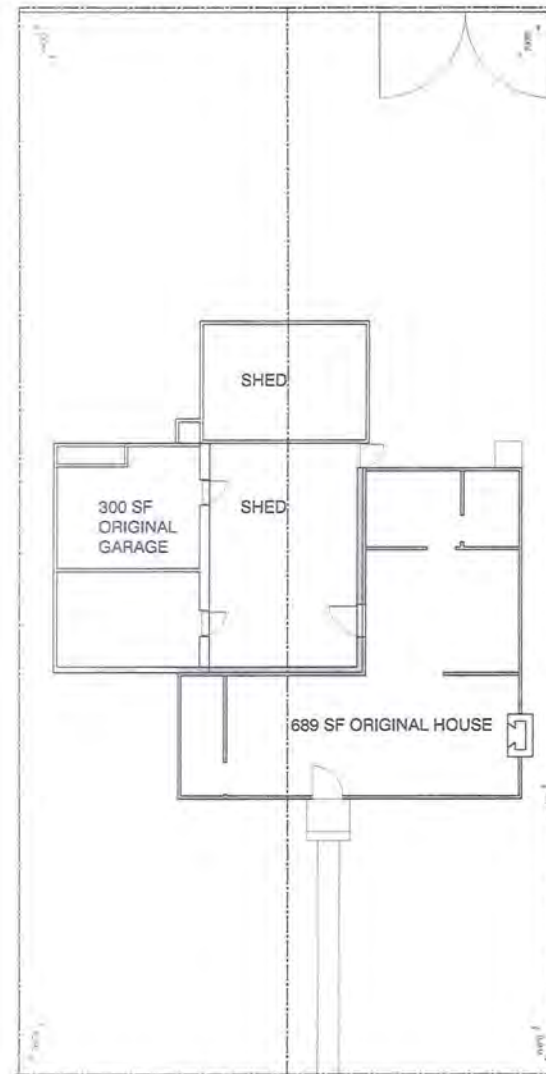 SHED
SHED
300 SF
ORIGINAL
GARAGE
689 SF ORIGINAL HOUSE